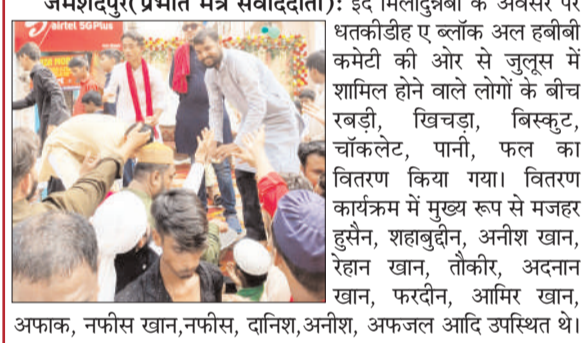 जमशेदपुर(प्रभात मंत्र संवाददाता): ईद मिलादुन्नबी के अवसर पर
airtel 5G Plus
धतकीडीह ए ब्लॉक अल हबीबी
कमेटी की ओर से जुलूस में
शामिल होने वाले लोगों के बीच
रबड़ी, खिचड़ा, बिस्कुट,
चॉकलेट, पानी, फल का
वितरण किया गया। वितरण
कार्यक्रम में मुख्य रूप से मजहर
हुसैन, शहाबुद्दीन, अनीश खान,
रेहान खान, तौकीर, अदनान
खान, फरदीन, आमिर खान,
अफाक, नफीस खान,नफीस, दानिश,अनीश, अफजल आदि उपस्थित थे।